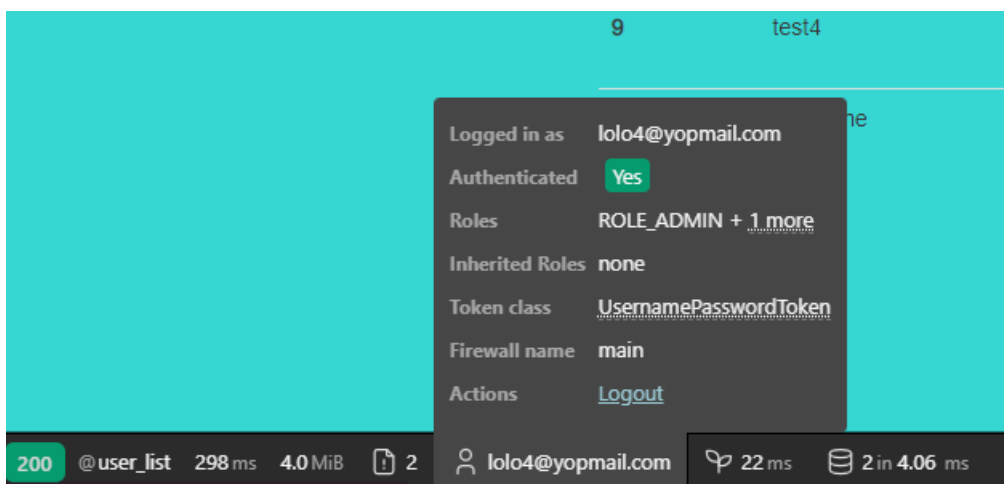 9 test4
ne
Logged in as lolo4@yopmail.com
Authenticated Yes
Roles ROLE_ADMIN + 1 more
Inherited Roles none
Token class UsernamePasswordToken
Firewall name main
Actions Logout
200 @user_list 298 ms 4.0 MiB 2 lolo4@yopmail.com 22 ms 2 in 4.06 ms